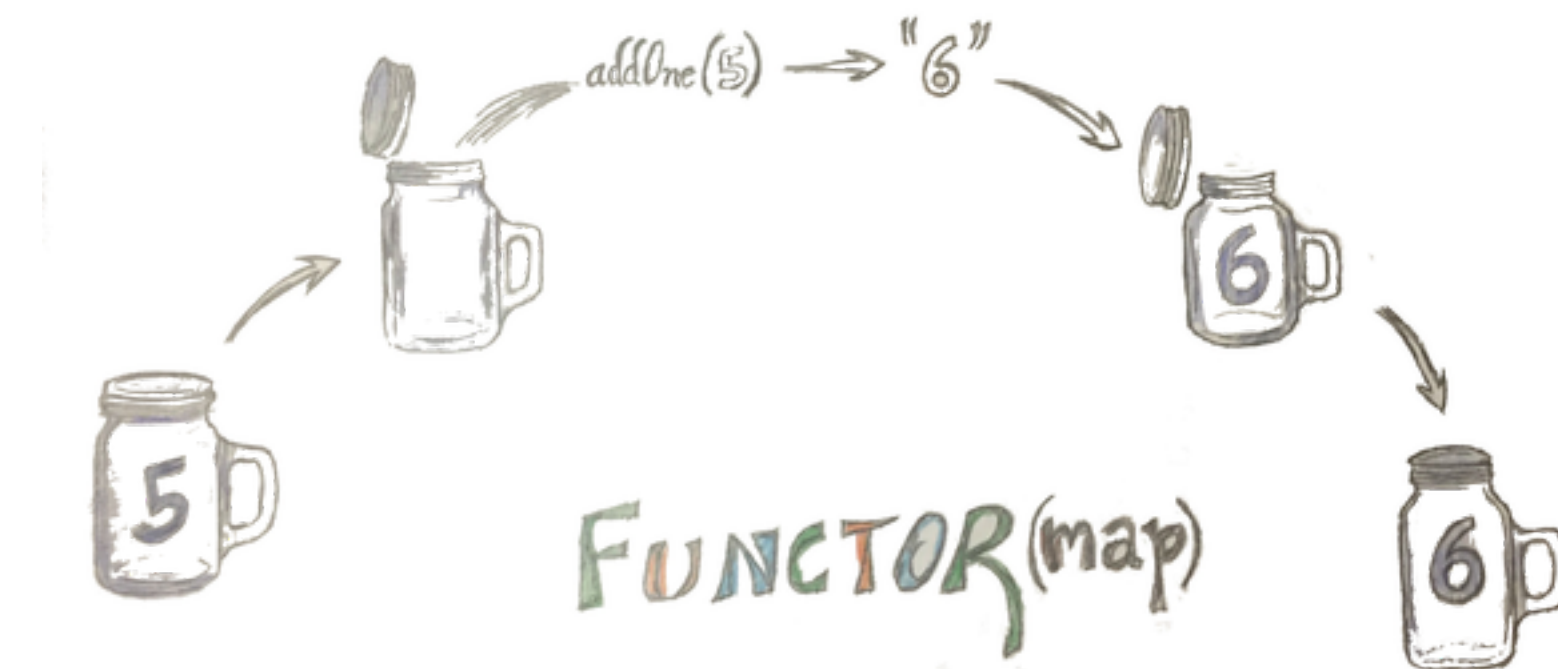 addOne(5) → "6"
6
5
FUNCTOR(map)
6